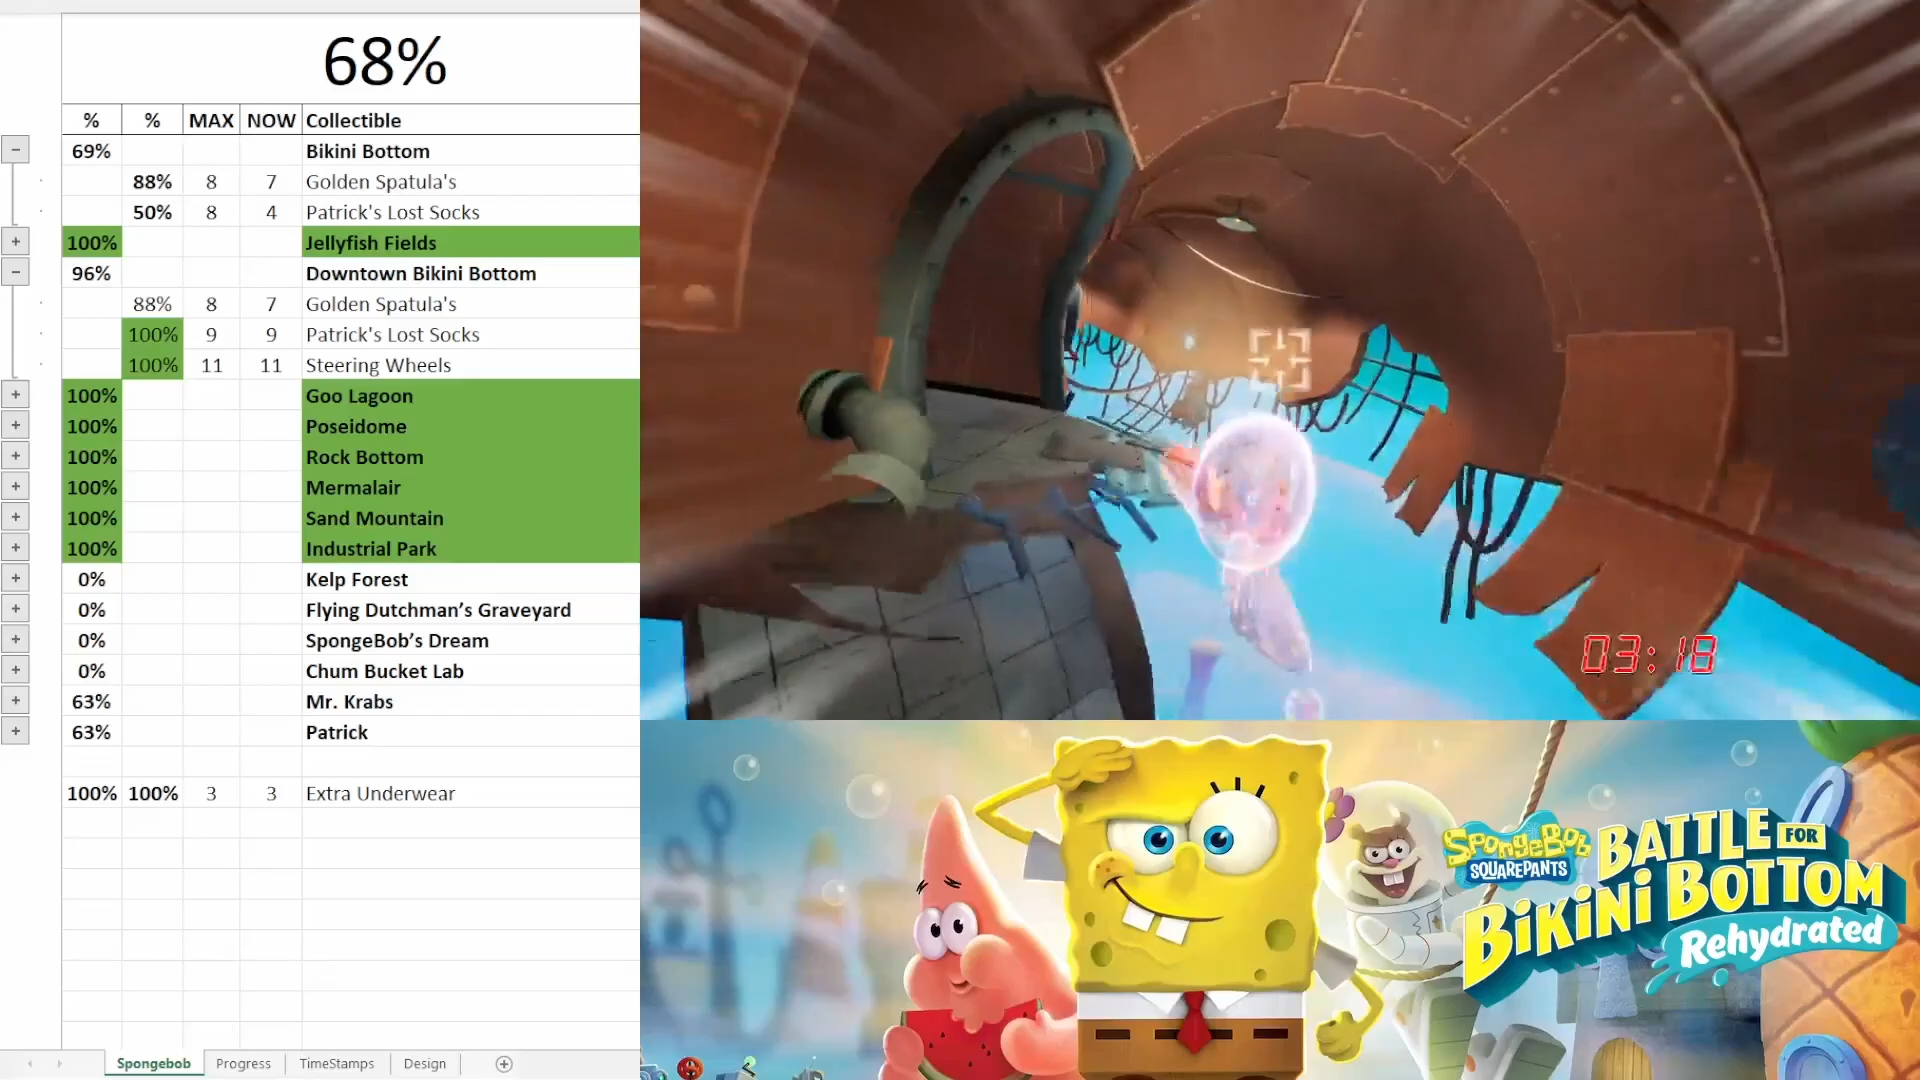 68%
% % MAX NOW Collectible
69% Bikini Bottom
88% 8 7 Golden Spatula's
50% 8 4 Patrick's Lost Socks
100% Jellyfish Fields
96% Downtown Bikini Bottom
88% 8 7 Golden Spatula's
100% 9 9 Patrick's Lost Socks
100% 11 11 Steering Wheels
100% Goo Lagoon
100% Poseidome
100% Rock Bottom
100% Mermalair
100% Sand Mountain
100% Industrial Park
0% Kelp Forest
0% Flying Dutchman’s Graveyard
0% SpongeBob’s Dream
0% Chum Bucket Lab
63% Mr. Krabs
63% Patrick
100% 100% 3 3 Extra Underwear
Spongebob Progress TimeStamps Design
03:18
SpongeBob
SQUAREPANTS
BATTLE FOR
BiKiNi BOTTOM
Rehydrated